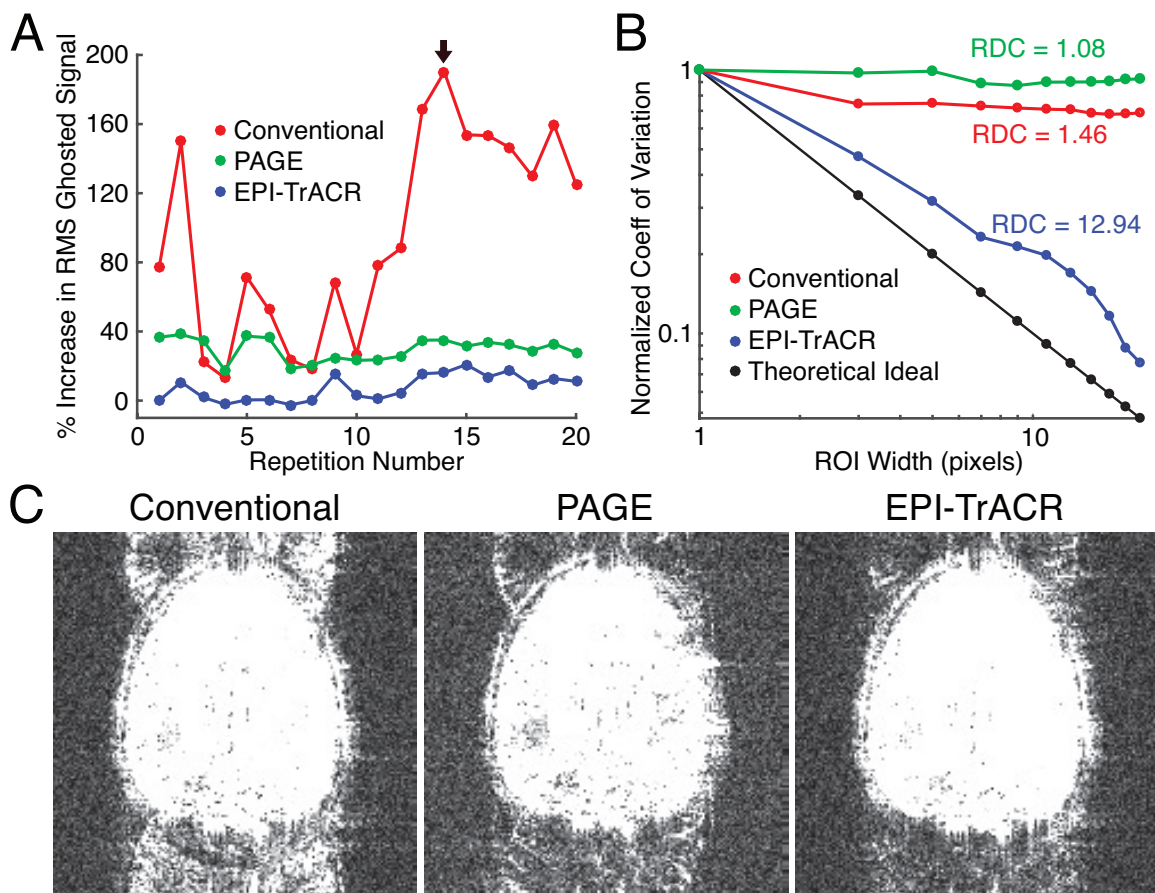 A
% Increase in RMS Ghosted Signal
200
160
120
80
40
0
Conventional
PAGE
EPI-TrACR
0
5
10
15
20
Repetition Number
B
Normalized Coeff of Variation
1
0.1
RDC = 1.08
RDC = 1.46
RDC = 12.94
Conventional
PAGE
EPI-TrACR
Theoretical Ideal
1
10
ROI Width (pixels)
C
Conventional
PAGE
EPI-TrACR